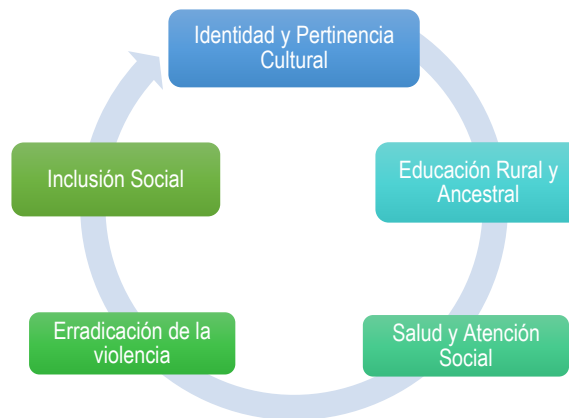 Identidad y Pertinencia
Cultural
Educación Rural y
Ancestral
Salud y Atención
Social
Erradicación de la
violencia
Inclusión Social